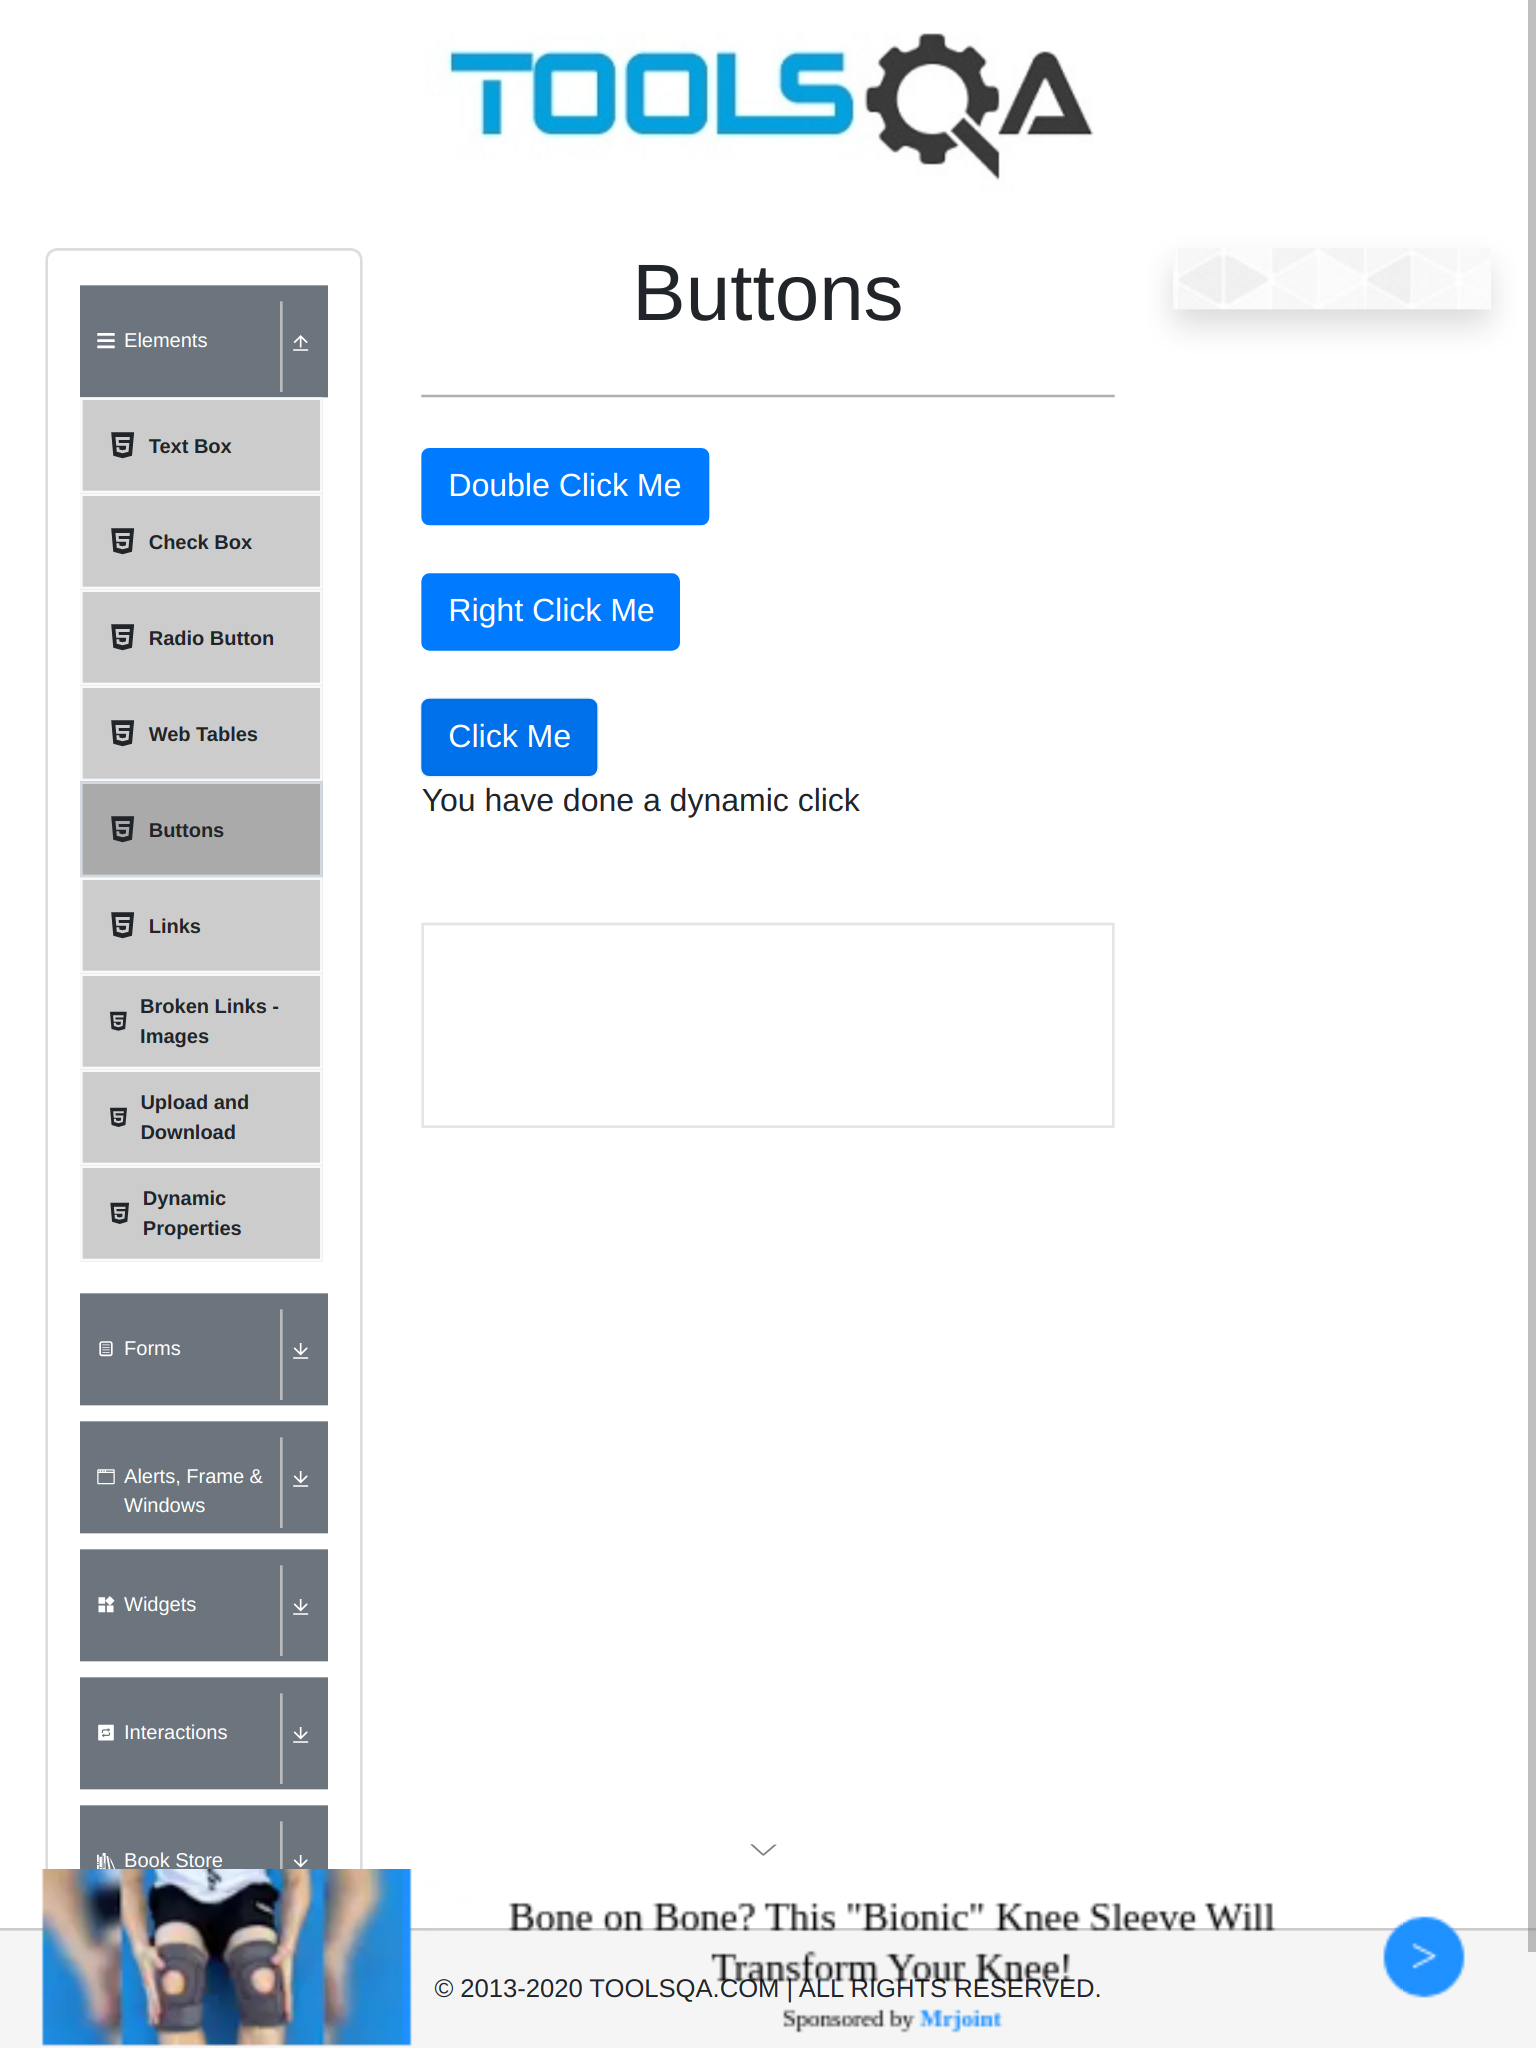 TOOLSQA
Buttons
Elements
Text Box
Check Box
Radio Button
Web Tables
Buttons
Links
Broken Links -
Images
Upload and
Download
Dynamic
Properties
Forms
Alerts, Frame &
Windows
Widgets
Interactions
Book Store
Double Click Me
Right Click Me
Click Me
You have done a dynamic click
Bone on Bone? This "Bionic" Knee Sleeve Will
Transform Your Knee!
© 2013-2020 TOOLSQA.COM | ALL RIGHTS RESERVED.
Sponsored by Mrjoint